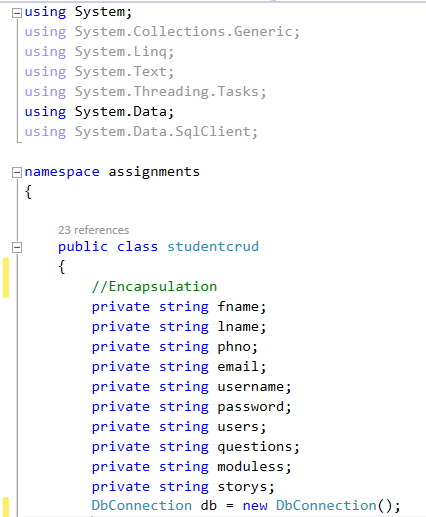 using System;
using System.Collections.Generic;
using System.Linq;
using System.Text;
using System.Threading.Tasks;
using System.Data;
using System.Data.SqlClient;
namespace assignments
{
23 references
public class studentcrud
{
//Encapsulation
private string fname;
private string lname;
private string phno;
private string email;
private string username;
private string password;
private string users;
private string questions;
private string moduless;
private string storys;
DbConnection db = new DbConnection();